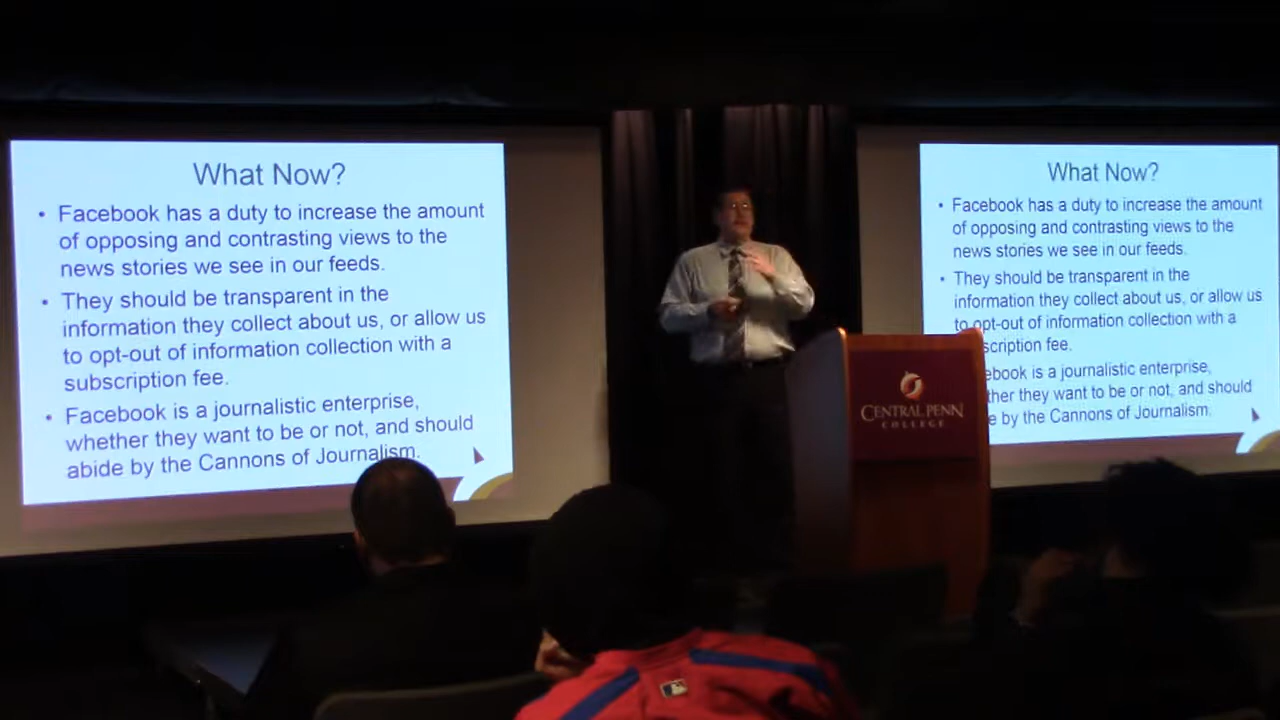 What Now?
• Facebook has a duty to increase the amount
of opposing and contrasting views to the
news stories we see in our feeds.
• They should be transparent in the
information they collect about us, or allow us
to opt-out of information collection with a
subscription fee.
• Facebook is a journalistic enterprise,
whether they want to be or not, and should
abide by the Cannons of Journalism.
CENTRAL PENN
COLLEGE
What Now?
• Facebook has a duty to increase the amount
of opposing and contrasting views to the
news stories we see in our feeds.
• They should be transparent in the
information they collect about us, or allow us
to opt-out of information collection with a
scription fee.
ebook is a journalistic enterprise,
ther they want to be or not, and should
e by the Cannons of Journalism.